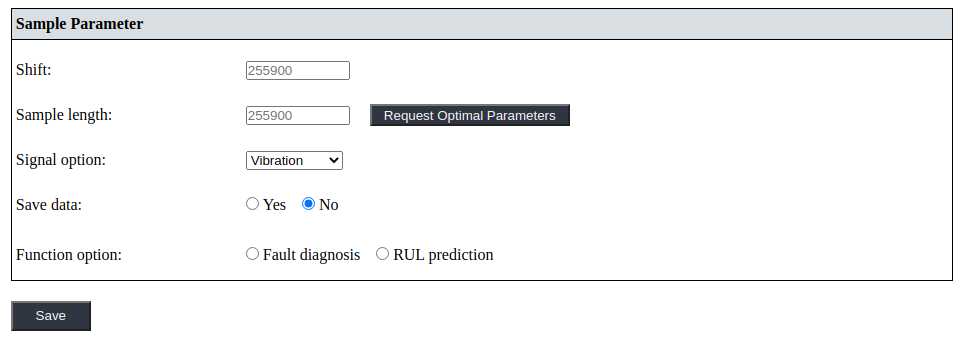 Sample Parameter
Shift: 255900
Sample length: 255900 Request Optimal Parameters
Signal option: Vibration
Save data: Yes No
Function option: Fault diagnosis RUL prediction
Save